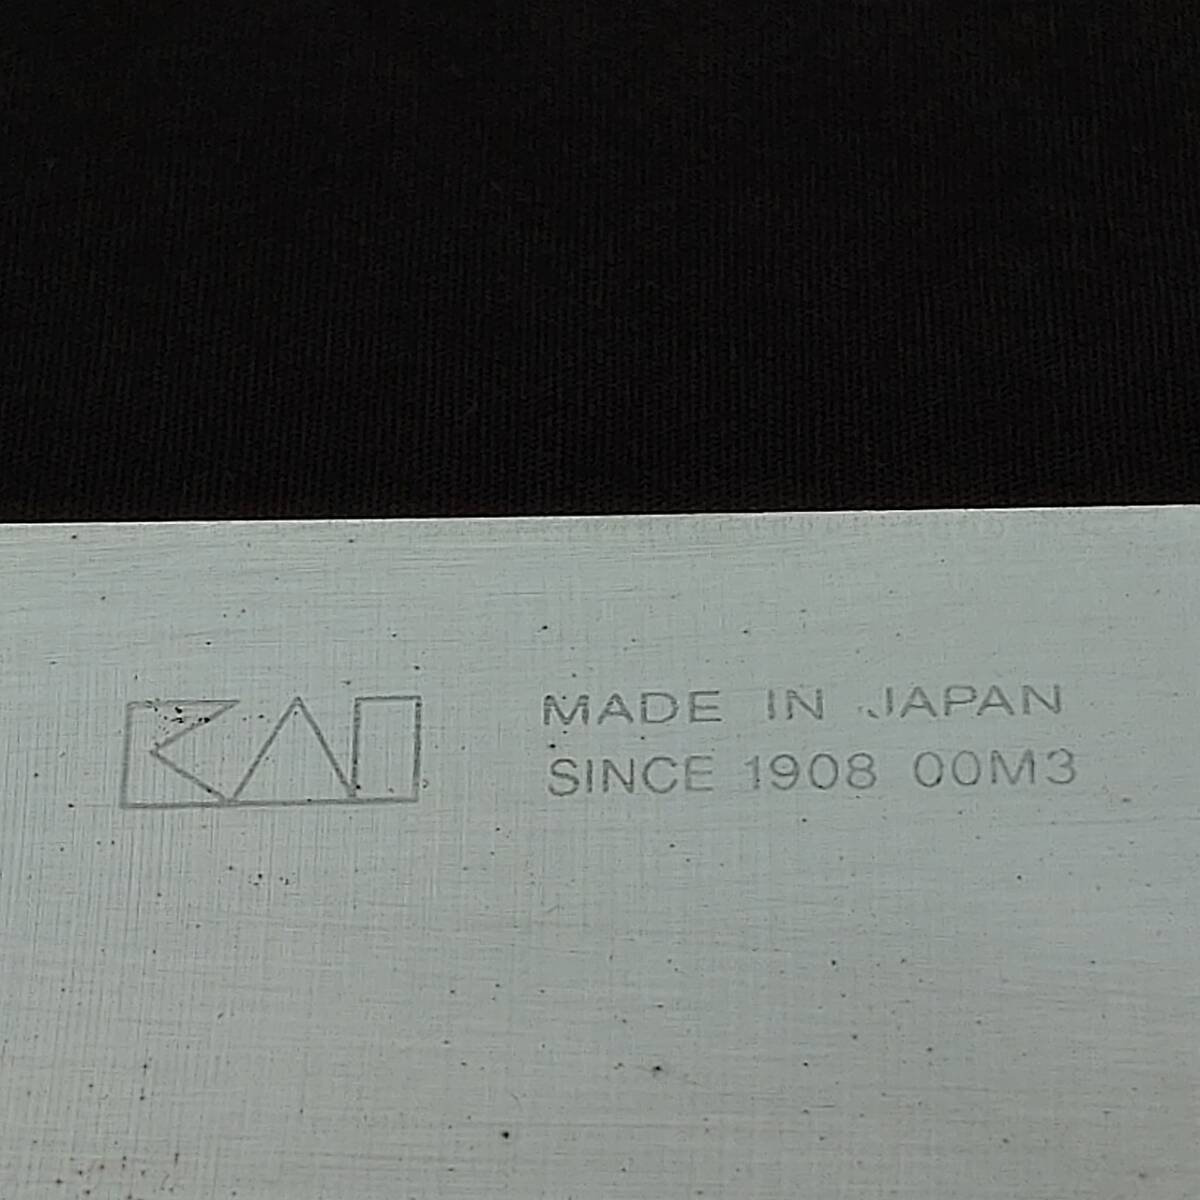 KAI
MADE IN JAPAN
SINCE 1908 00M3